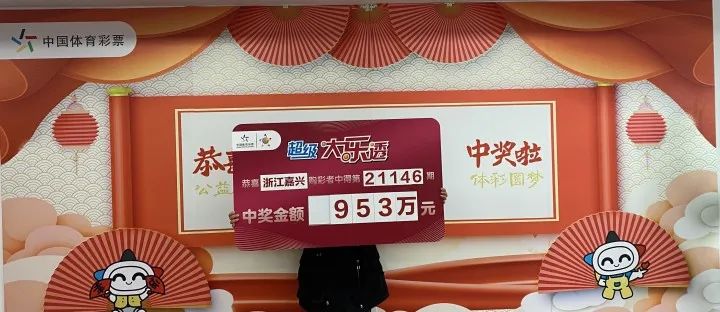 中国体育彩票
恭喜
公益
超级大乐透
恭喜 浙江嘉兴 购彩者中得第 21146 期
中奖金额 953万元
中奖啦
体彩圆梦